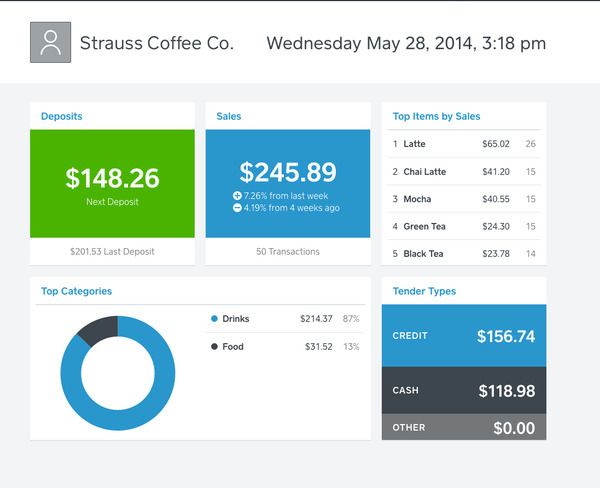 Strauss Coffee Co.
Wednesday May 28, 2014, 3:18 pm
Deposits
$148.26
Next Deposit
$201.53 Last Deposit
Sales
$245.89
7.26% from last week
4.19% from 4 weeks ago
50 Transactions
Top Items by Sales
1 Latte $65.02 26
2 Chai Latte $41.20 15
3 Mocha $40.55 15
4 Green Tea $24.30 15
5 Black Tea $23.78 14
Top Categories
Drinks $214.37 87%
Food $31.52 13%
Tender Types
CREDIT $156.74
CASH $118.98
OTHER $0.00